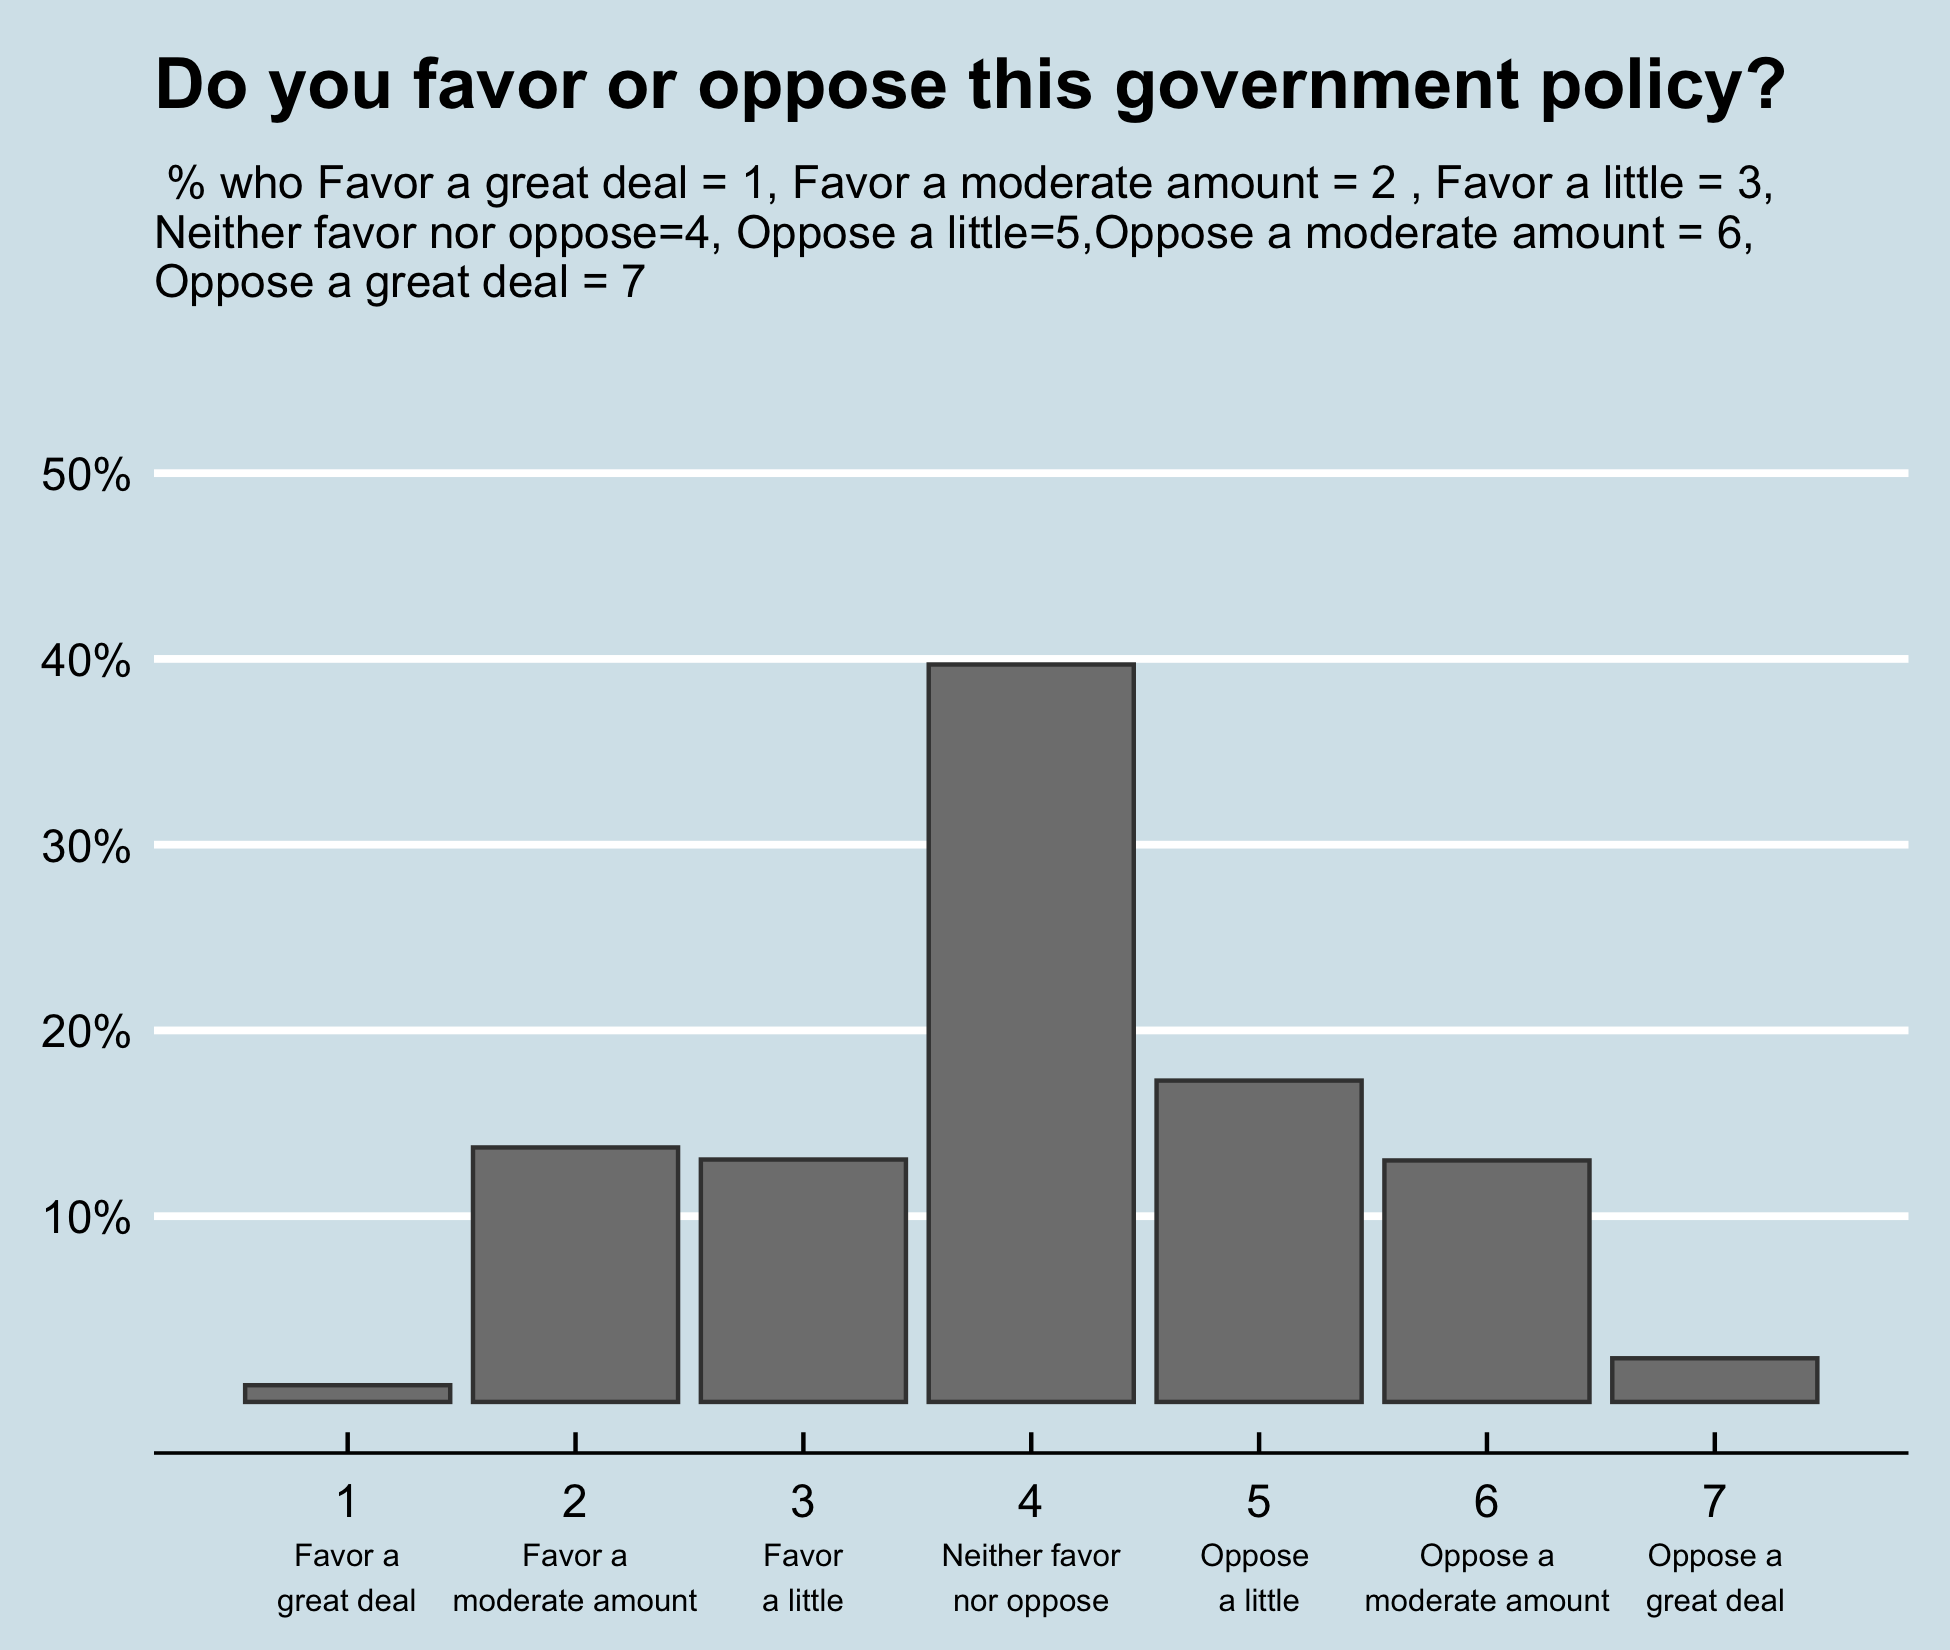 Do you favor or oppose this government policy?
% who Favor a great deal = 1, Favor a moderate amount = 2 , Favor a little = 3,
Neither favor nor oppose=4, Oppose a little=5,Oppose a moderate amount = 6,
Oppose a great deal = 7
50%
40%
30%
20%
10%
1 2 3 4 5 6 7
Favor a Favor a Favor Neither favor Oppose Oppose a Oppose a
great deal moderate amount a little nor oppose a little moderate amount great deal